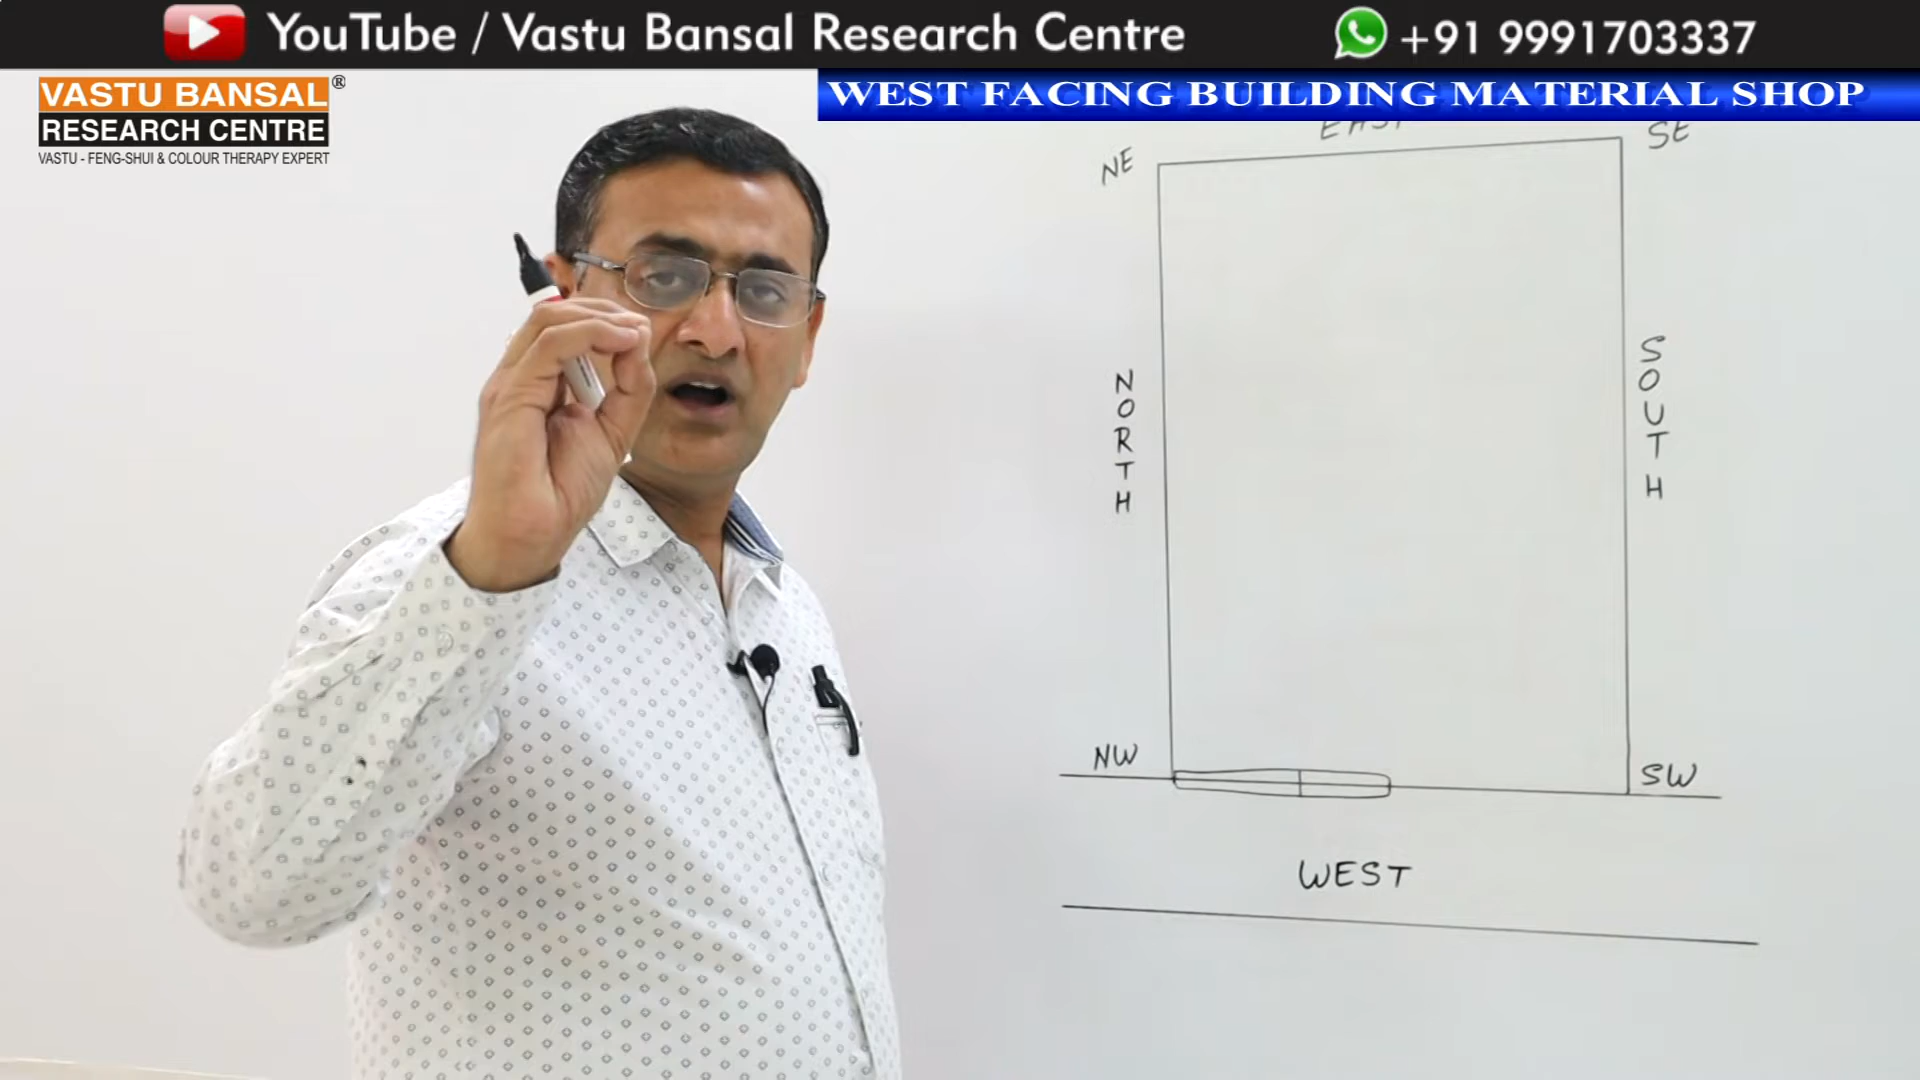 YouTube / Vastu Bansal Research Centre
+91 9991703337
VASTU BANSAL®
RESEARCH CENTRE
VASTU - FENG-SHUI & COLOUR THERAPY EXPERT
WEST FACING BUILDING MATERIAL SHOP
EAST
NE
SE
NORTH
SOUTH
NW
SW
WEST